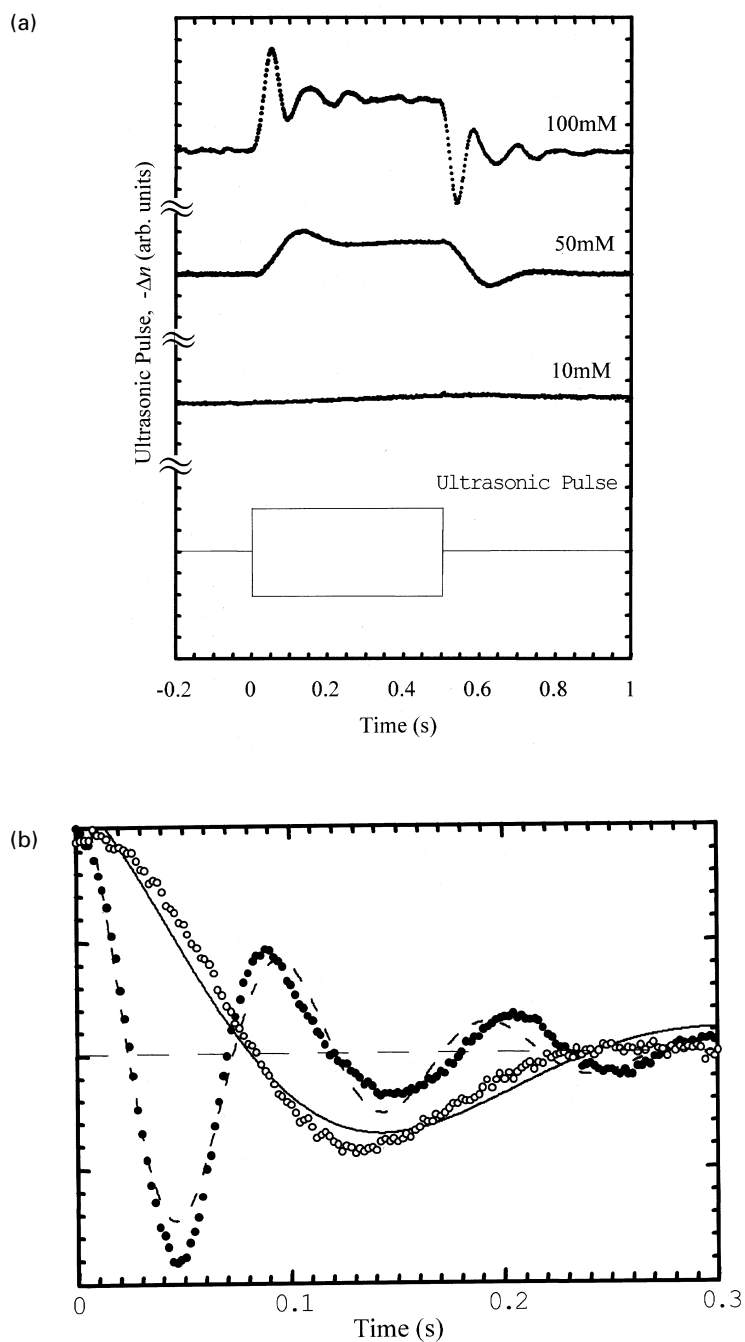 (a)
Ultrasonic Pulse, -Δn (arb. units)
100mM
50mM
10mM
Ultrasonic Pulse
-0.2 0 0.2 0.4 0.6 0.8 1
Time (s)
(b)
0 0.1 0.2 0.3
Time (s)